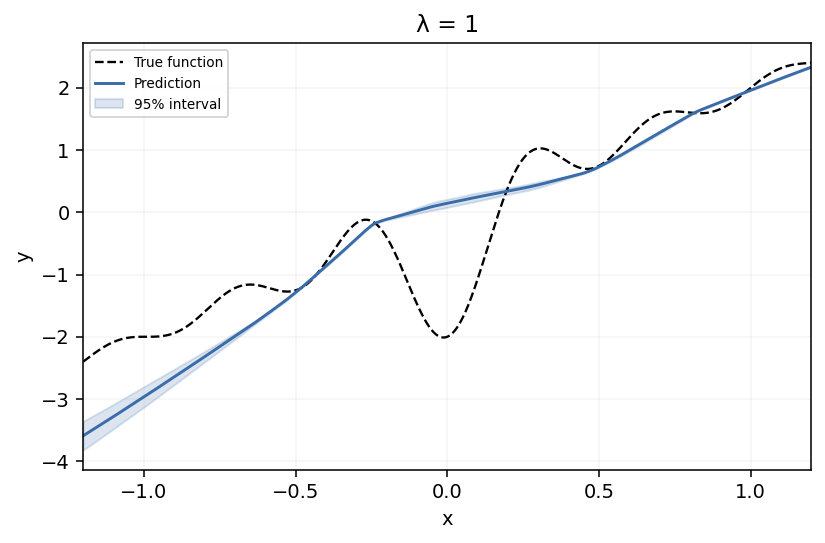 λ = 1
True function
Prediction
95% interval
y
2
1
0
−1
−2
−3
−4
−1.0
−0.5
0.0
0.5
1.0
x